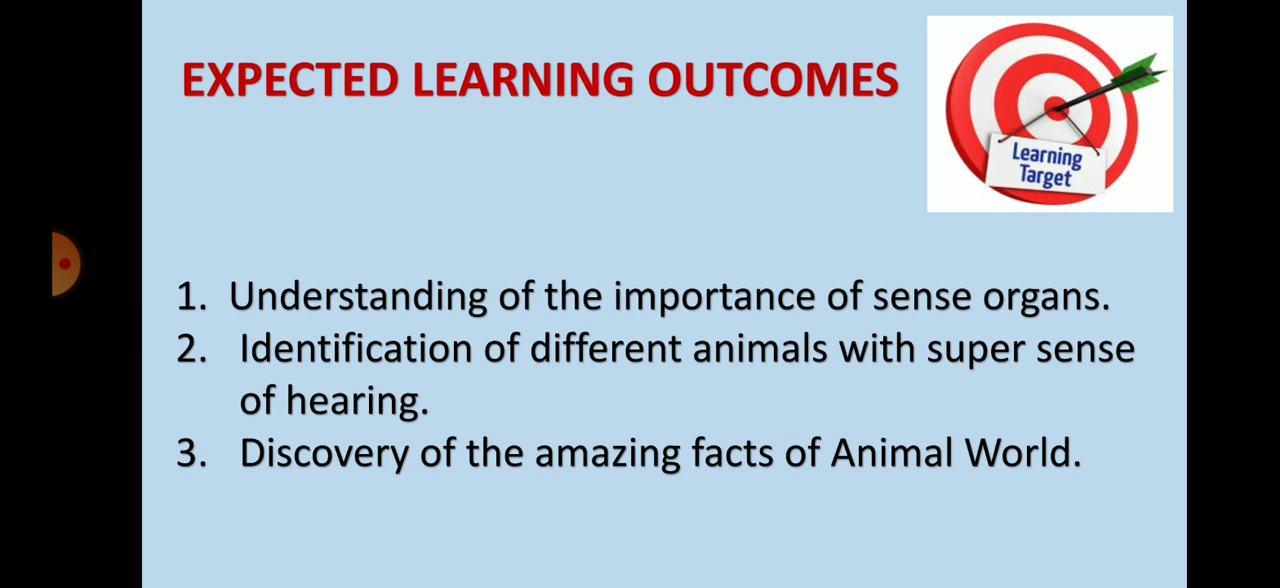 EXPECTED LEARNING OUTCOMES
Learning
Target
1. Understanding of the importance of sense organs.
2. Identification of different animals with super sense
of hearing.
3. Discovery of the amazing facts of Animal World.